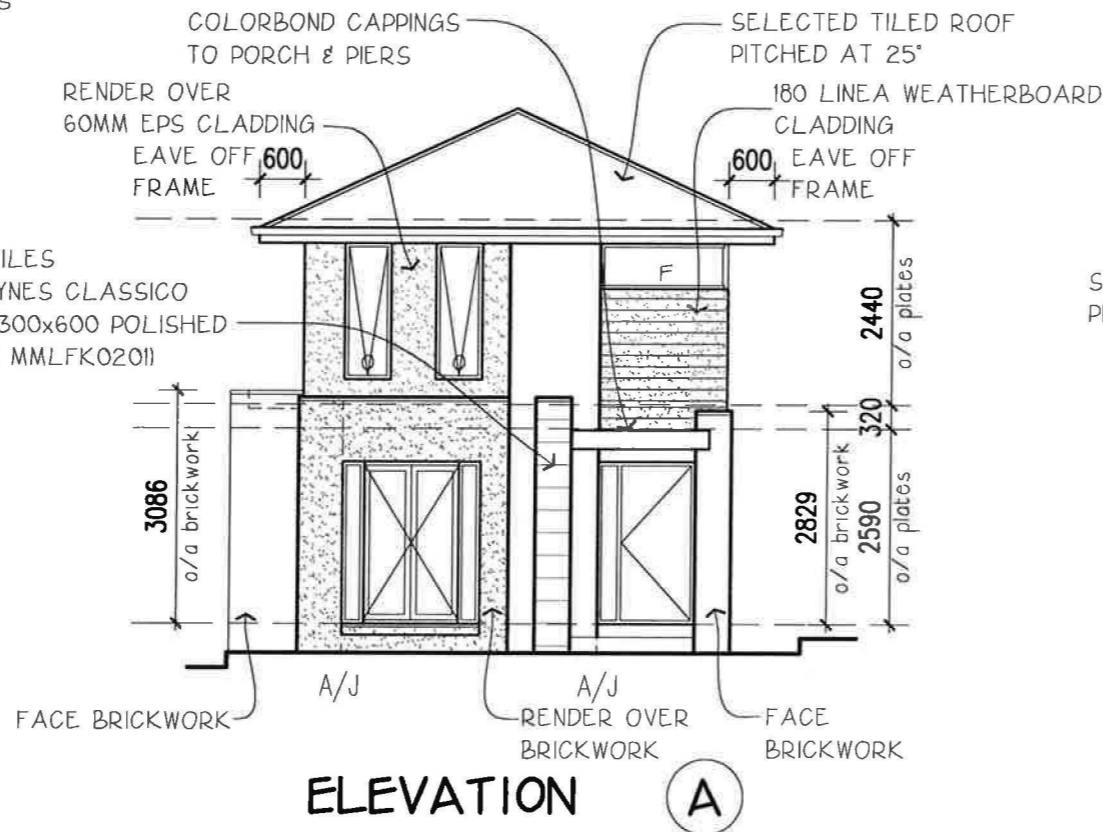 S
COLORBOND CAPPINGS
TO PORCH & PIERS
SELECTED TILED ROOF
PITCHED AT 25°
RENDER OVER
60MM EPS CLADDING
180 LINEA WEATHERBOARD
CLADDING
EAVE OFF
FRAME
600
600
EAVE OFF
FRAME
ILES
YNES CLASSICO
300x600 POLISHED
MMLFK02011
F
S
P
2440
o/a plates
320
3086
o/a brickwork
2829
o/a brickwork
2590
o/a plates
A/J
A/J
FACE BRICKWORK
RENDER OVER
BRICKWORK
FACE
BRICKWORK
ELEVATION A